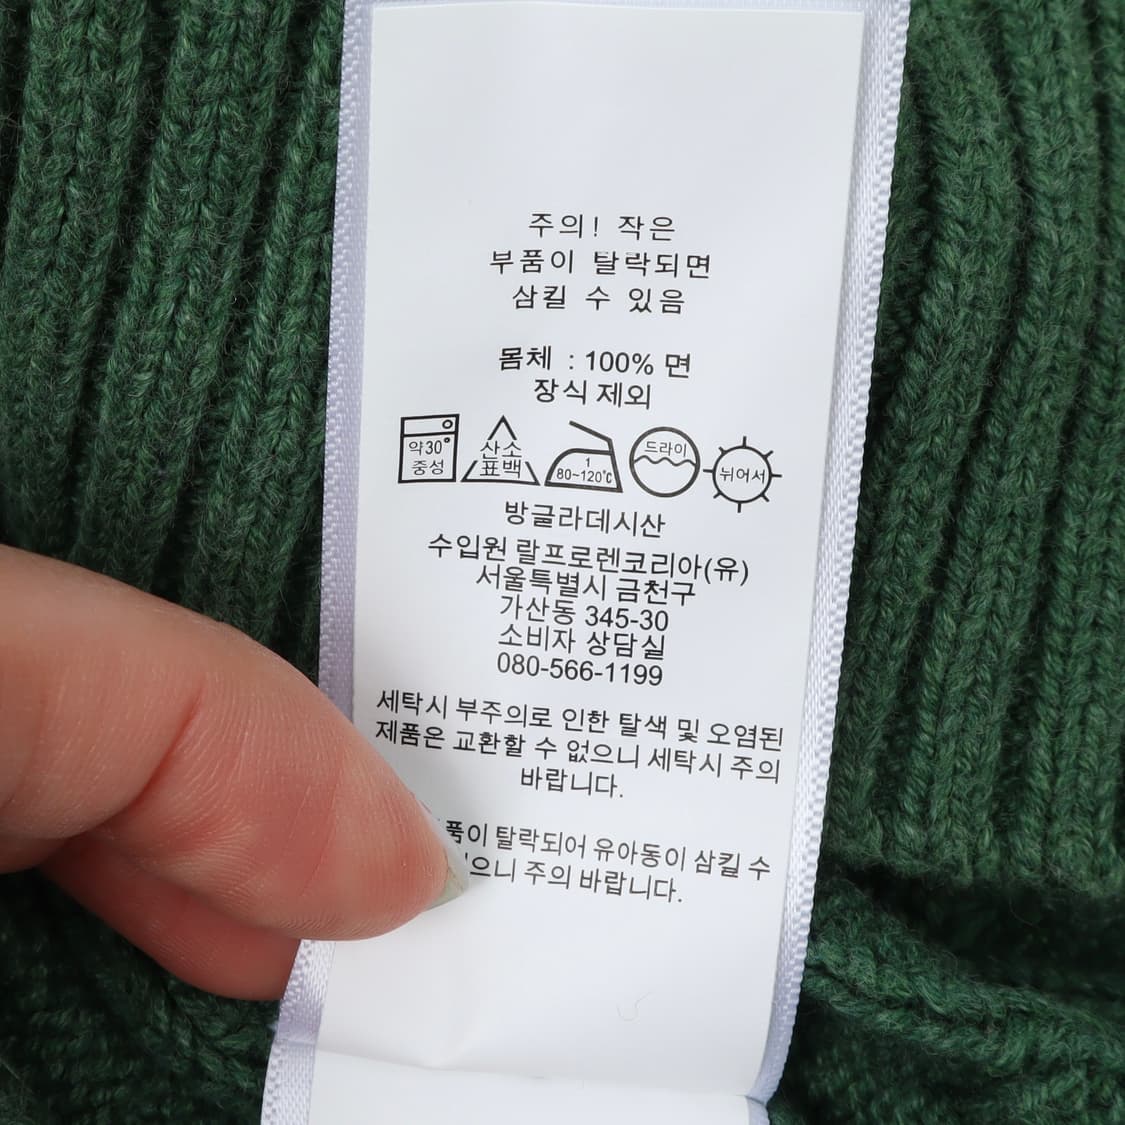 주의! 작은
부품이 탈락되면
삼킬 수 있음
몸체 : 100% 면
장식 제외
약30°
중성
산소
표백
1
80~120℃
드라이
뉘어서
방글라데시산
수입원 랄프로렌코리아(유)
서울특별시 금천구
가산동 345-30
소비자 상담실
080-566-1199
세탁시 부주의로 인한 탈색 및 오염된
제품은 교환할 수 없으니 세탁시 주의
바랍니다.
탈락되어 유아동이 삼킬 수
주의 바랍니다.